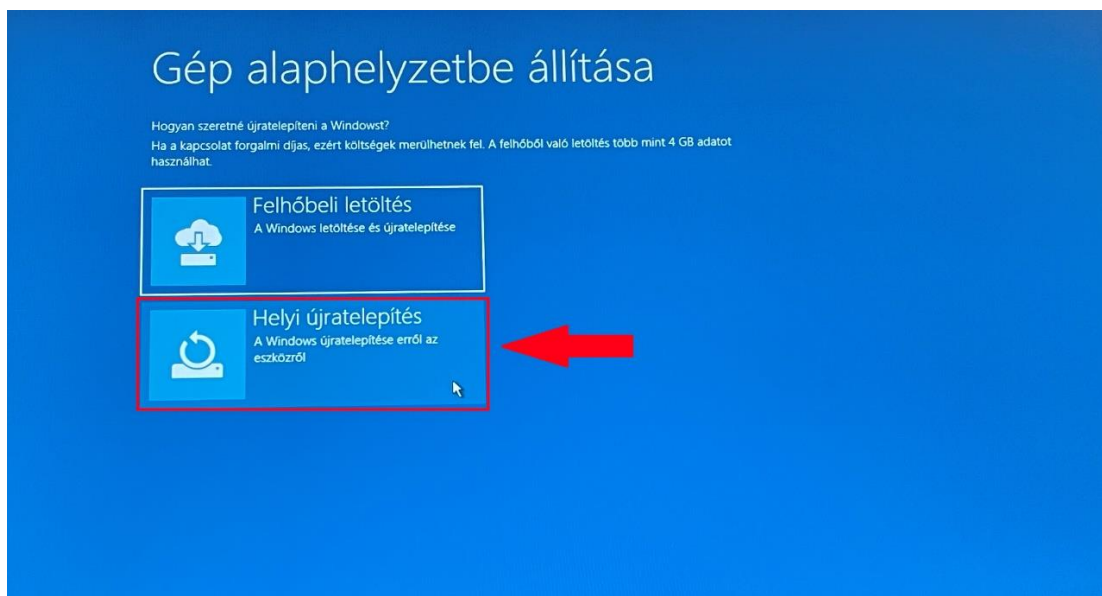 Gép alaphelyzetbe állítása
Hogyan szeretné újratelepíteni a Windowst?
Ha a kapcsolat forgalmi díjas, ezért költségek merülhetnek fel. A felhőből való letöltés több mint 4 GB adatot
használhat.
Felhőbeli letöltés
A Windows letöltése és újratelepítése
Helyi újratelepítés
A Windows újratelepítése erről az
eszközről